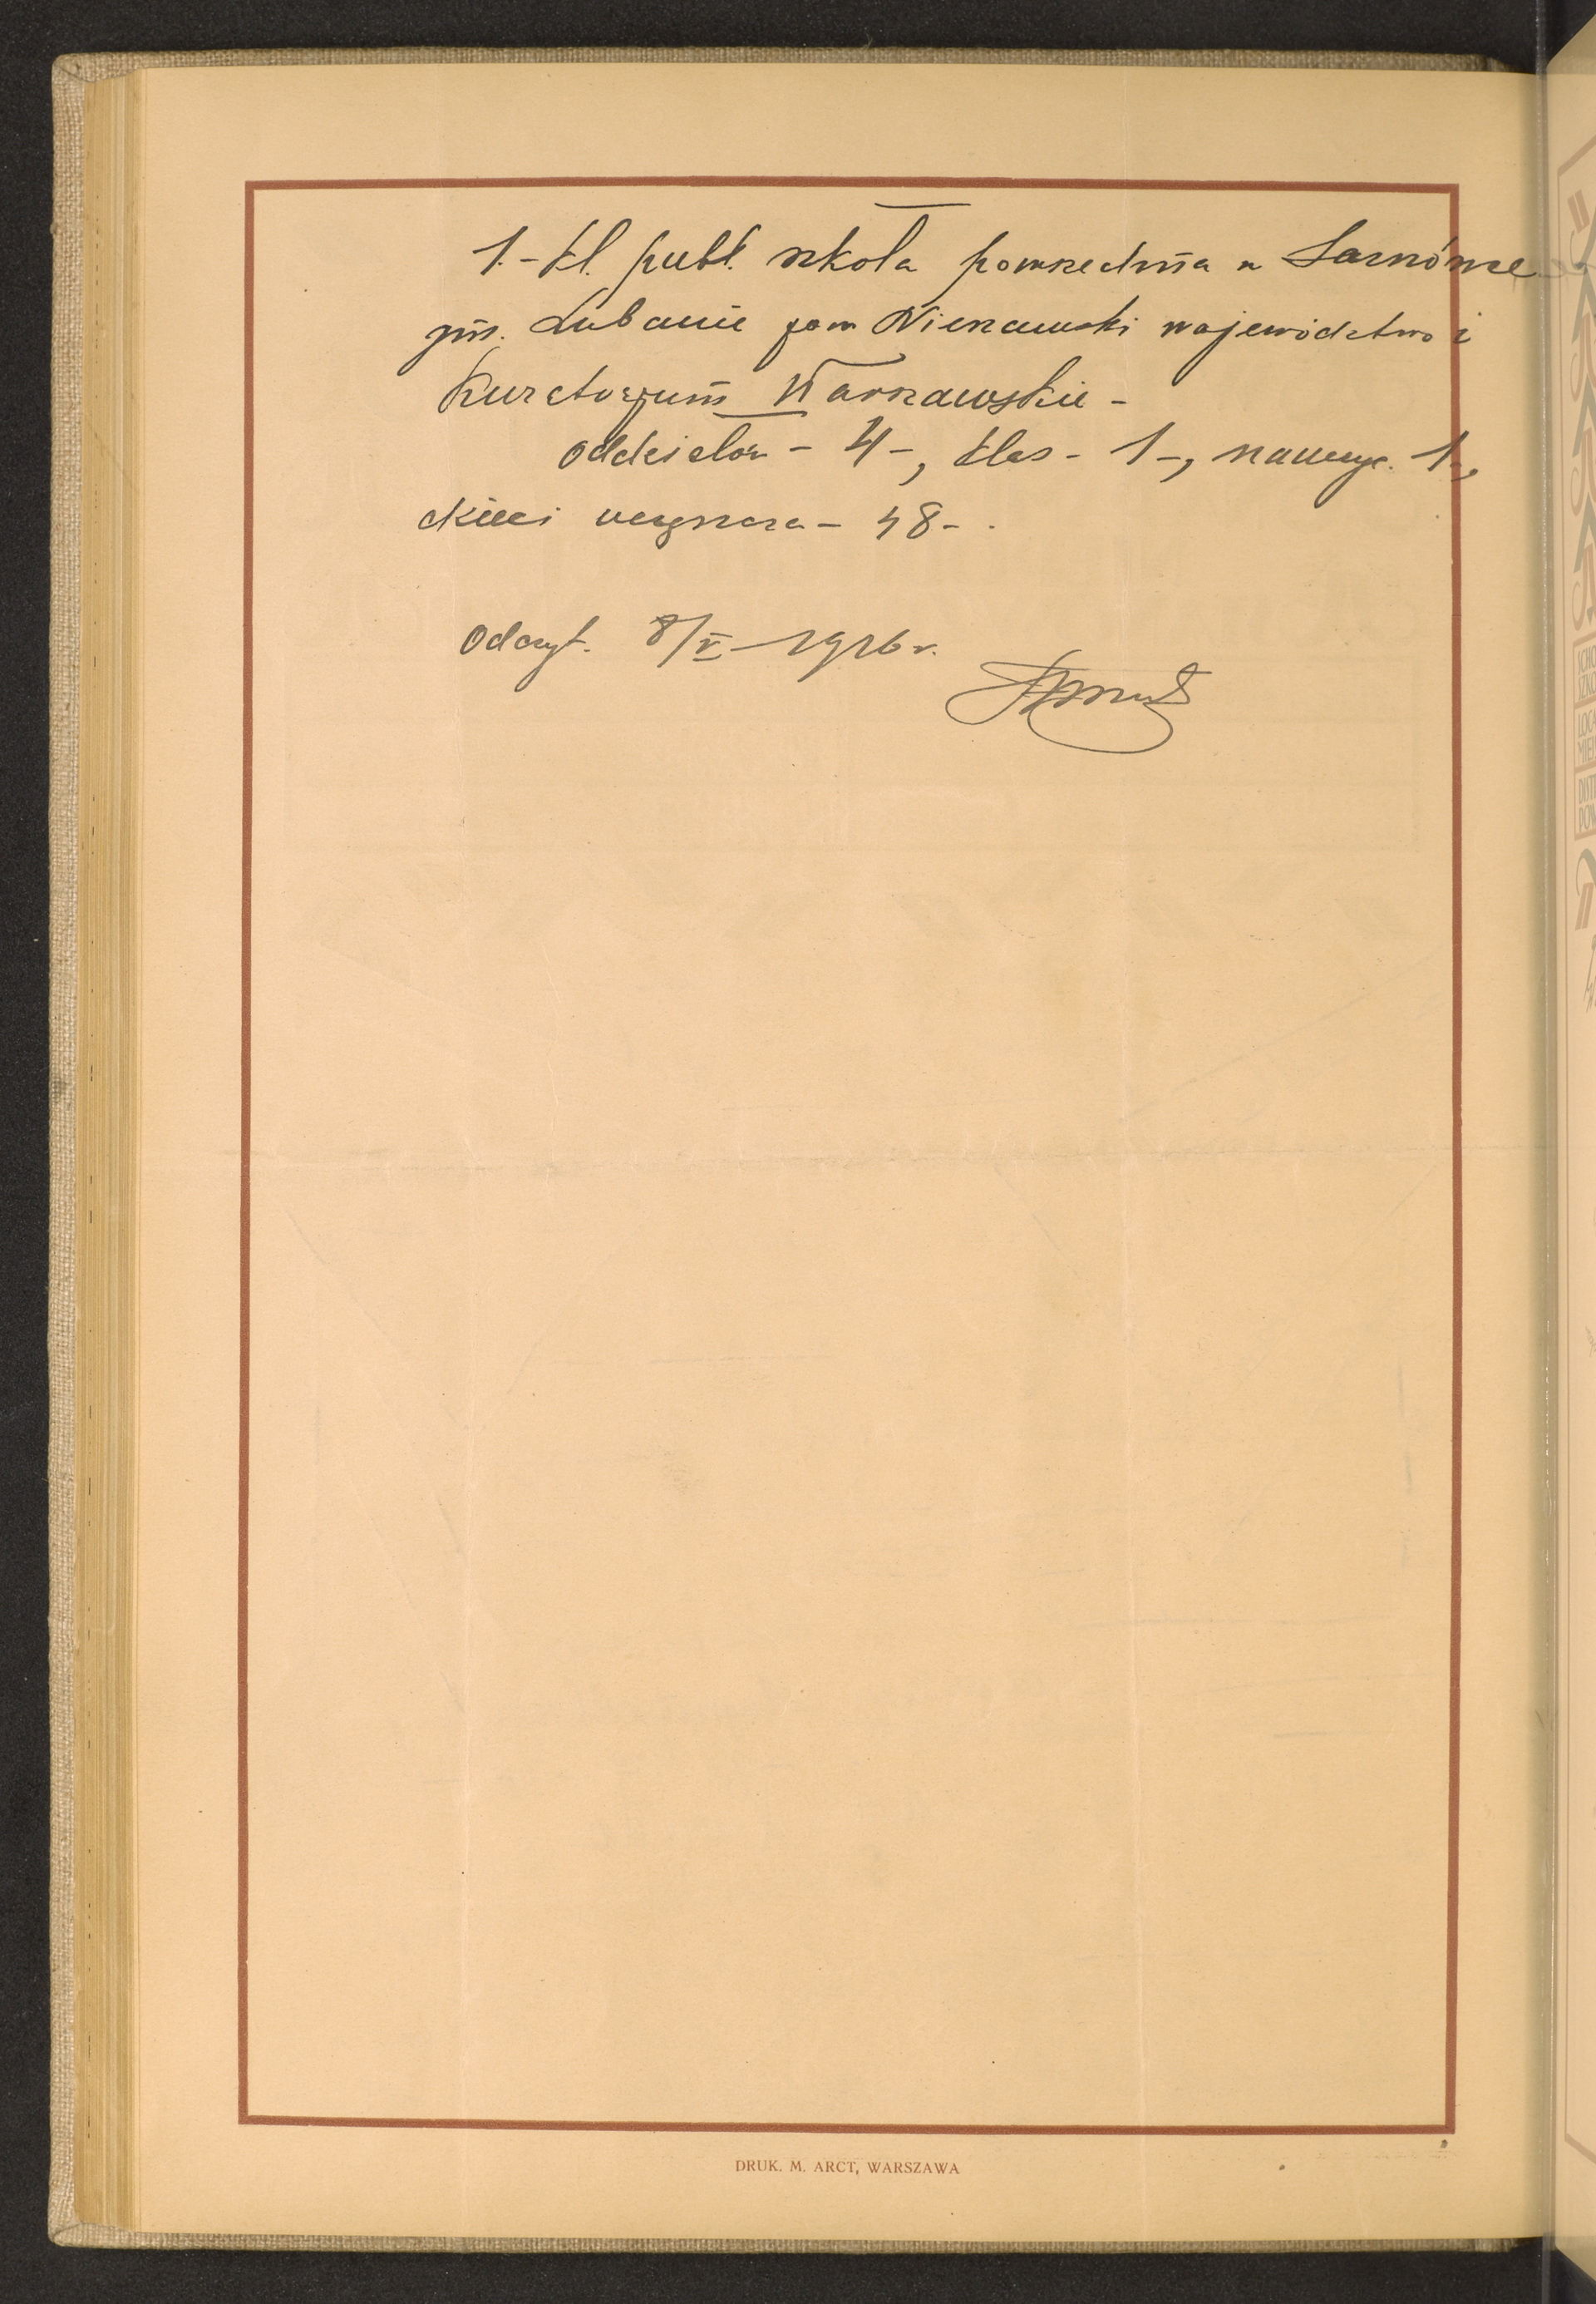 1.-kl. publ. szkoła powszechna w Sarnówce
gm. Lubanie pow Nieszawski województwo i
Kuratorjum Warszawskie -
oddziałów - 4 -, klas - 1 -, nauczyc. 1 -,
dzieci uczęszcza - 48 - .
Odczyt. 8/V - 1926 r.
DRUK. M. ARCT, WARSZAWA